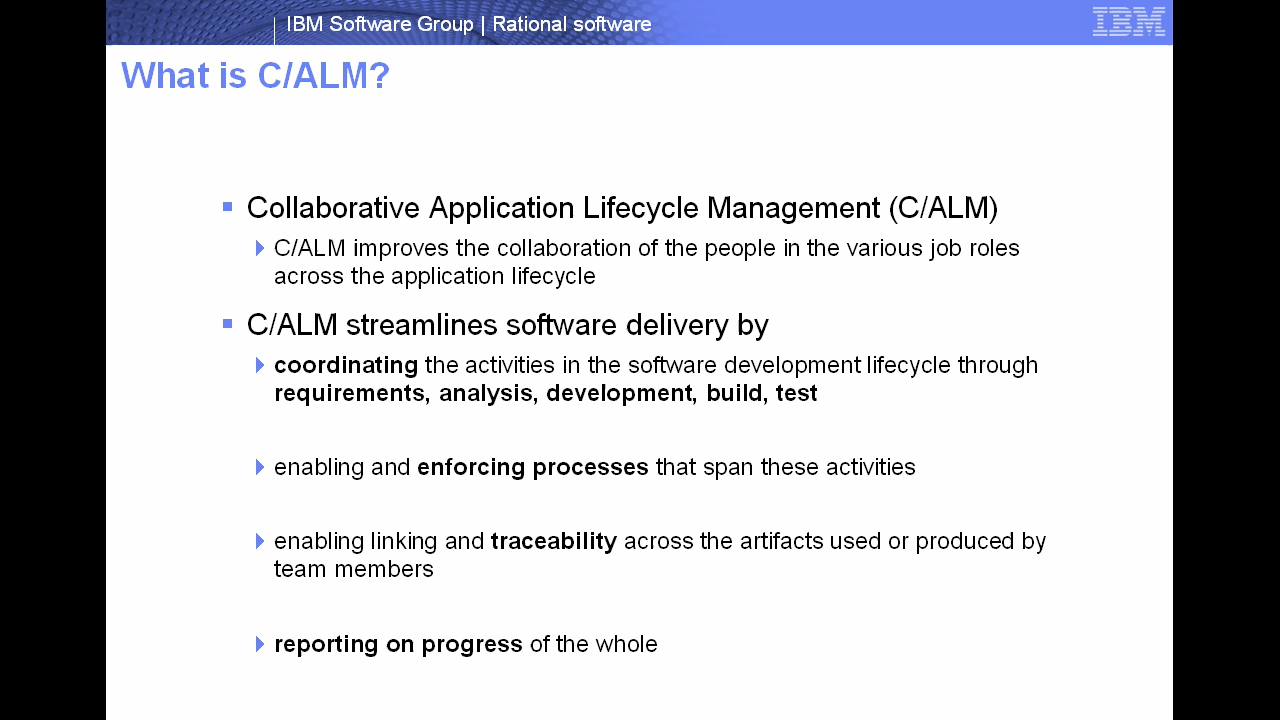 IBM Software Group | Rational software
IBM
What is C/ALM?
Collaborative Application Lifecycle Management (C/ALM)
C/ALM improves the collaboration of the people in the various job roles
across the application lifecycle
C/ALM streamlines software delivery by
coordinating the activities in the software development lifecycle through
requirements, analysis, development, build, test
enabling and enforcing processes that span these activities
enabling linking and traceability across the artifacts used or produced by
team members
reporting on progress of the whole